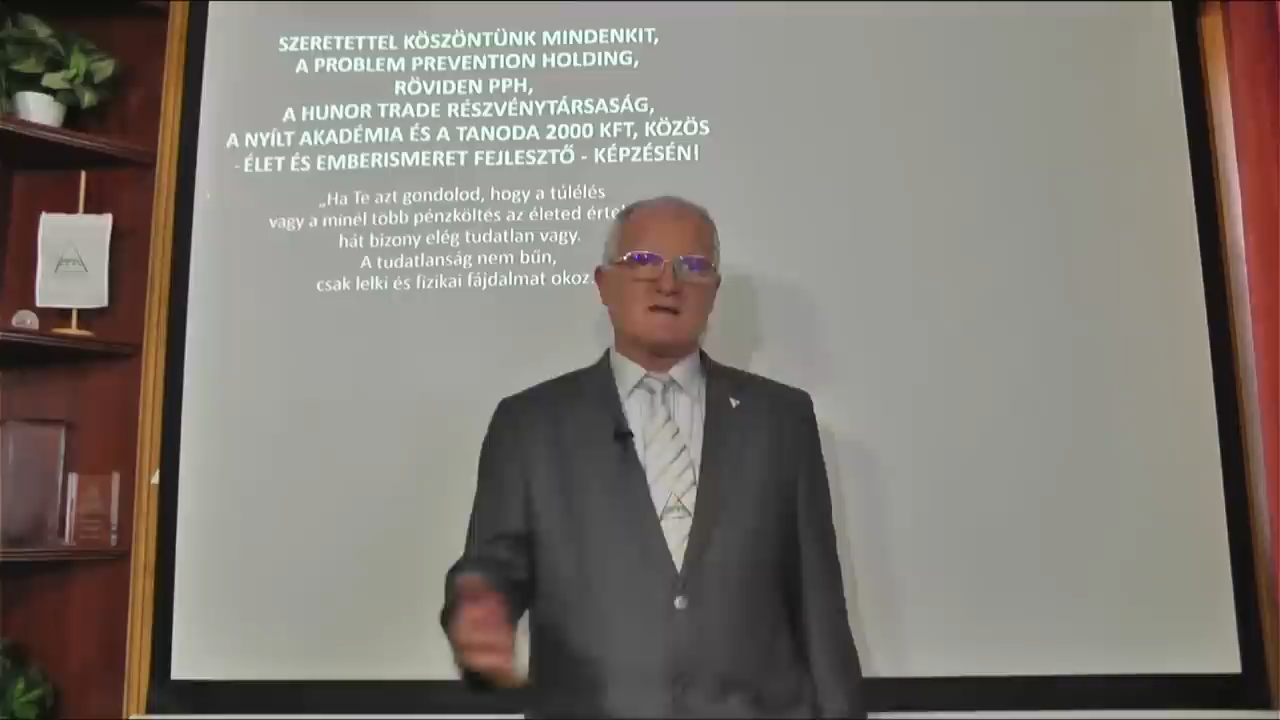 SZERETETTEL KÖSZÖNTÜNK MINDENKIT,
A PROBLEM PREVENTION HOLDING,
RÖVIDEN PPH,
A HUNOR TRADE RÉSZVÉNYTÁRSASÁG,
A NYÍLT AKADÉMIA ÉS A TANODA 2000 KFT, KÖZÖS
- ÉLET ÉS EMBERISMERET FEJLESZTŐ - KÉPZÉSÉN!
„Ha Te azt gondolod, hogy a túlélés
vagy a minél több pénzköltés az életed
hát bizony elég tudatlan vagy.
A tudatlanság nem bűn,
csak lelki és fizikai fájdalmat okoz.